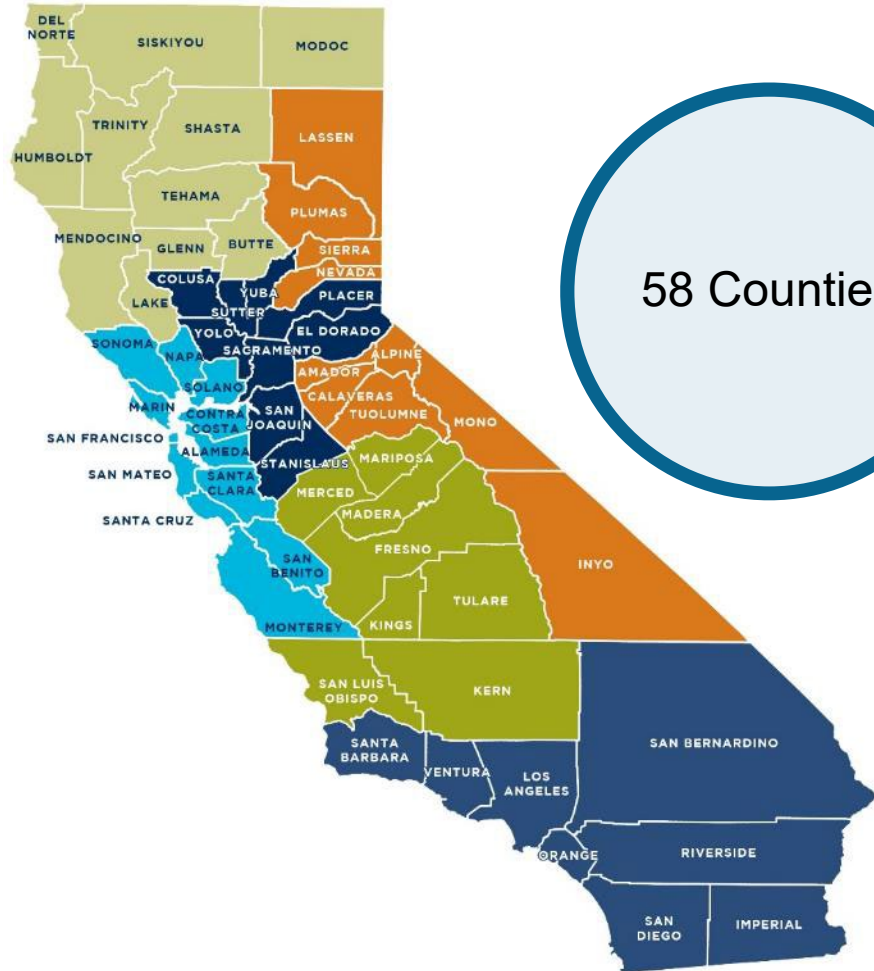 DEL
NORTE
SISKIYOU
MODOC
TRINITY
SHASTA
LASSEN
HUMBOLDT
TEHAMA
PLUMAS
MENDOCINO
GLENN
BUTTE
SIERRA
NEVADA
COLUSA
YUBA
PLACER
LAKE
SUTTER
YOLO
EL DORADO
SONOMA
NAPA
SACRAMENTO
ALPINE
SOLANO
AMADOR
MARIN
CONTRA
COSTA
SAN
JOAQUIN
CALAVERAS
TUOLUMNE
MONO
SAN FRANCISCO
ALAMEDA
STANISLAUS
MARIPOSA
SAN MATEO
SANTA
CLARA
MERCED
MADERA
SANTA CRUZ
FRESNO
SAN
BENITO
INYO
TULARE
MONTEREY
KINGS
SAN LUIS
OBISPO
KERN
SANTA
BARBARA
VENTURA
LOS
ANGELES
SAN BERNARDINO
ORANGE
RIVERSIDE
SAN
DIEGO
IMPERIAL
58 Countie